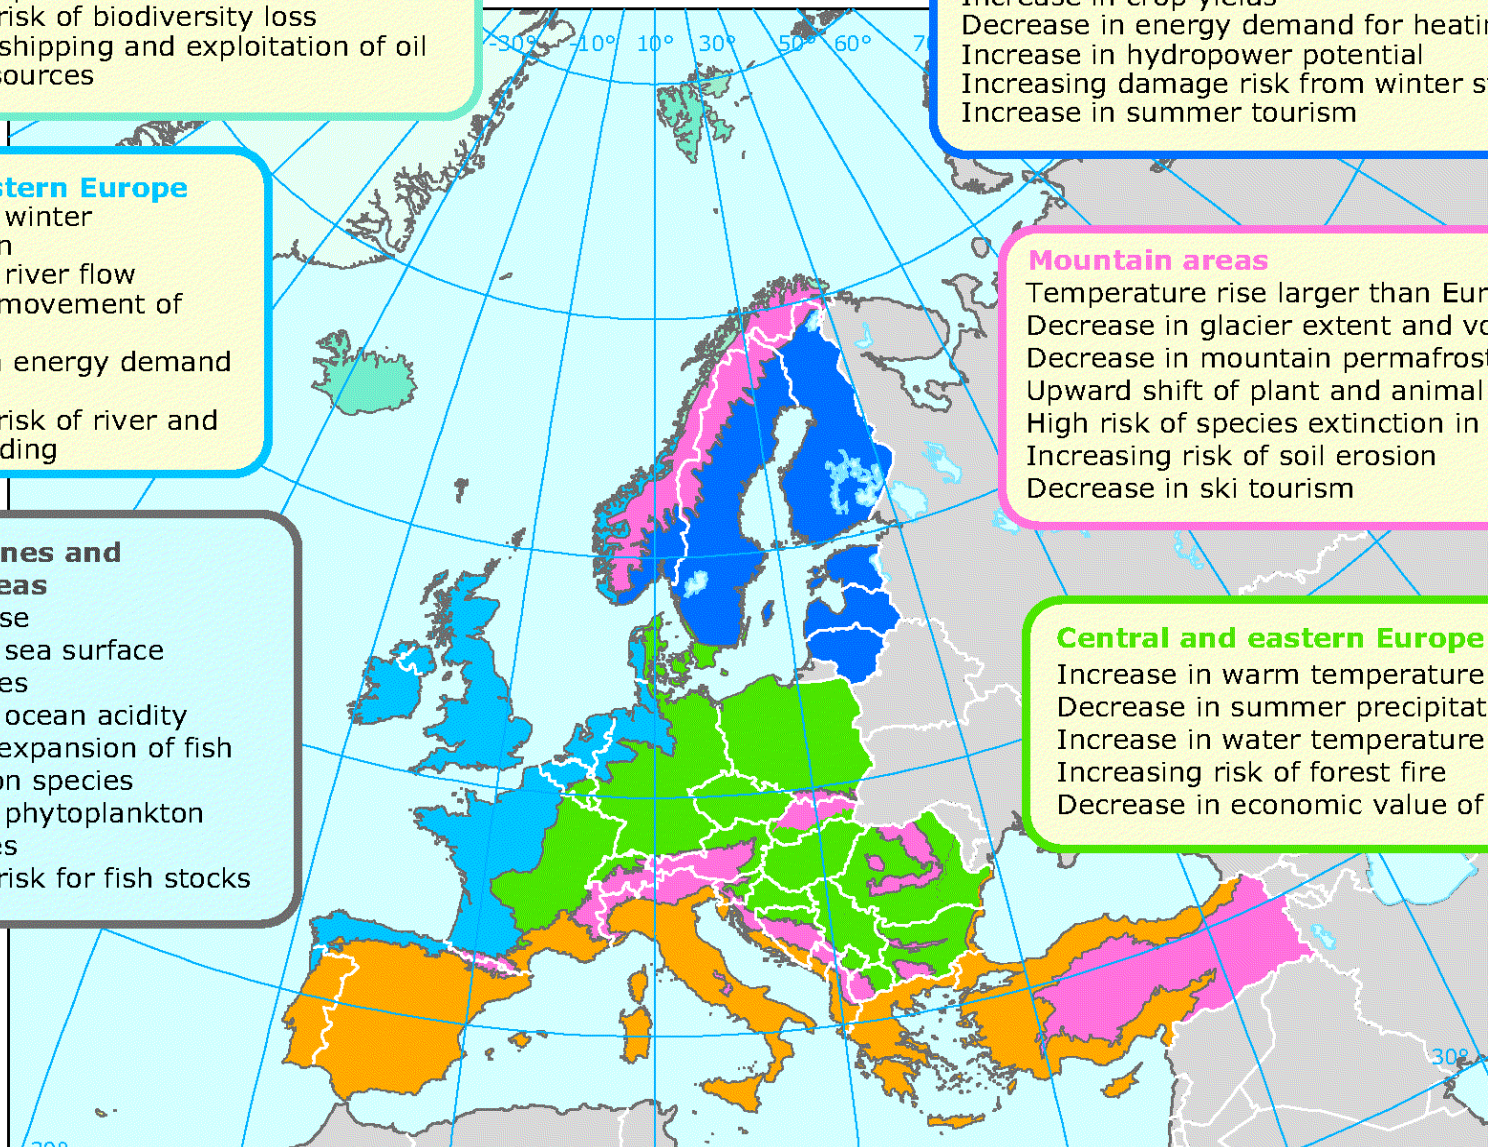 risk of biodiversity loss
shipping and exploitation of oil
sources
Decrease in energy demand for heati
Increase in hydropower potential
Increasing damage risk from winter s
Increase in summer tourism
-30° -10° 10° 30° 50° 60° 7
stern Europe
winter
n
river flow
movement of
energy demand
risk of river and
ding
Mountain areas
Temperature rise larger than Eur
Decrease in glacier extent and vo
Decrease in mountain permafrost
Upward shift of plant and animal
High risk of species extinction in
Increasing risk of soil erosion
Decrease in ski tourism
nes and
eas
se
sea surface
es
ocean acidity
expansion of fish
on species
phytoplankton
es
risk for fish stocks
Central and eastern Europe
Increase in warm temperature
Decrease in summer precipitat
Increase in water temperature
Increasing risk of forest fire
Decrease in economic value of
30°